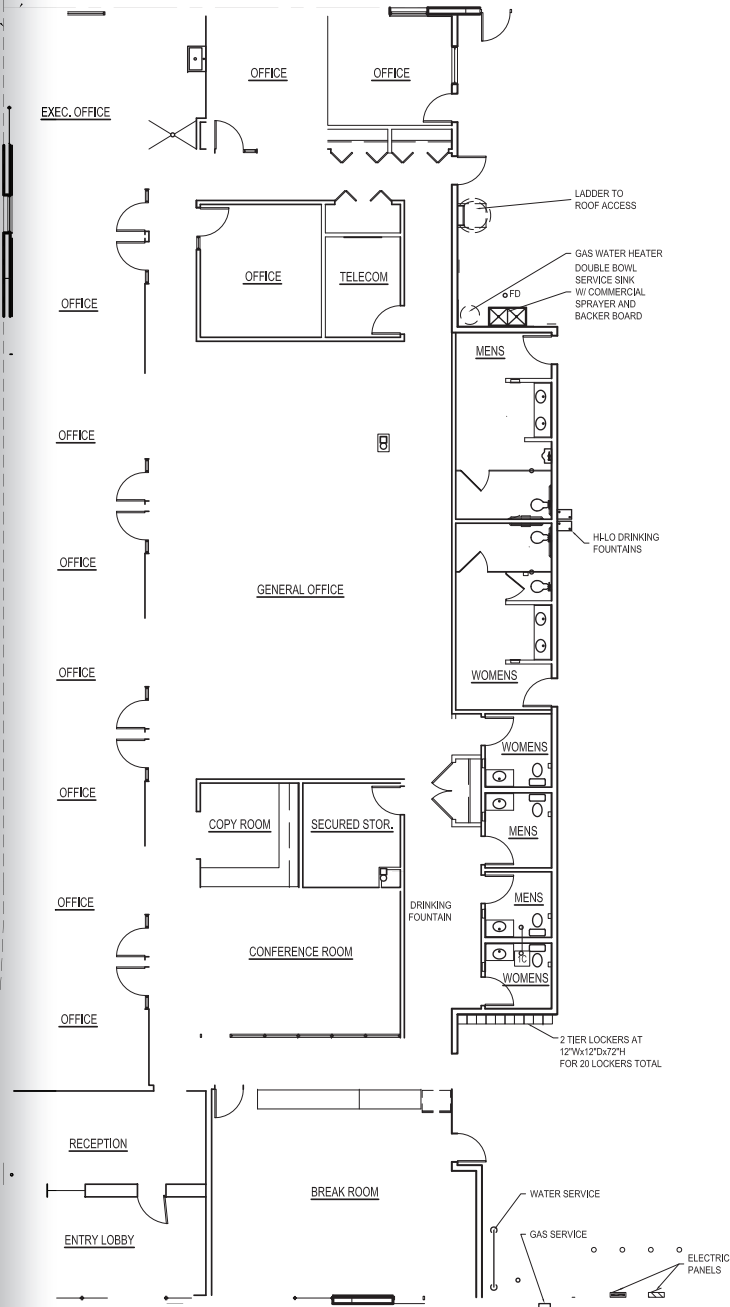 OFFICE
OFFICE
EXEC. OFFICE
LADDER TO
ROOF ACCESS
OFFICE
TELECOM
GAS WATER HEATER
DOUBLE BOWL
SERVICE SINK
W/ COMMERCIAL
SPRAYER AND
BACKER BOARD
FD
OFFICE
MENS
OFFICE
HI-LO DRINKING
FOUNTAINS
OFFICE
GENERAL OFFICE
OFFICE
WOMENS
WOMENS
OFFICE
COPY ROOM
SECURED STOR.
MENS
OFFICE
DRINKING
FOUNTAIN
MENS
CONFERENCE ROOM
TC
WOMENS
OFFICE
2 TIER LOCKERS AT
12"Wx12"Dx72"H
FOR 20 LOCKERS TOTAL
RECEPTION
BREAK ROOM
WATER SERVICE
GAS SERVICE
ENTRY LOBBY
ELECTRIC
PANELS